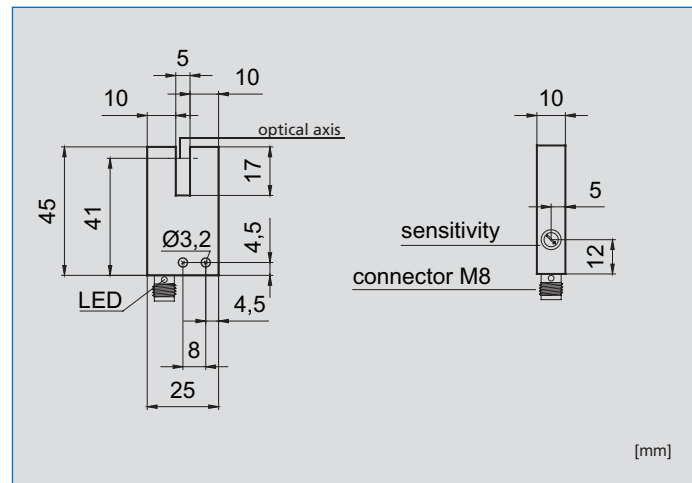 5
10
10
optical axis
45
41
17
Ø3,2
4,5
LED
4,5
8
25
10
5
sensitivity
12
connector M8
[mm]